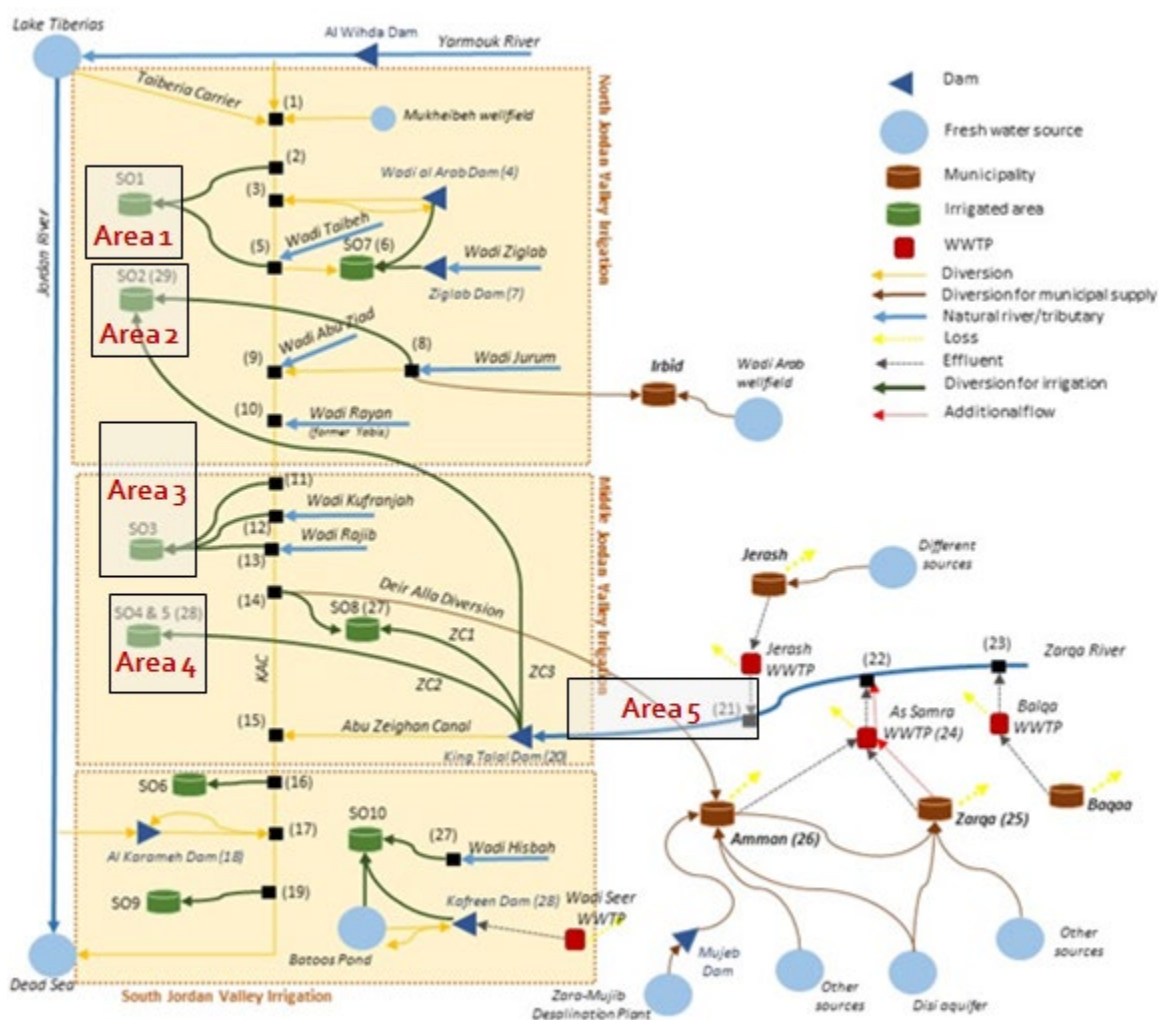 Lake Tiberias
Al Wihda Dam
Yarmouk River
Taiberia Carrier
(1)
Mukheibeh wellfield
North Jordan Valley Irrigation
Dam
Fresh water source
Municipality
Irrigated area
WWTP
Diversion
Diversion for municipal supply
Natural river/tributary
Loss
Effluent
Diversion for irrigation
Additionalflow
(2)
SO1
Area 1
(3)
Wadi al Arab Dam (4)
Jordan River
(5)
Wadi Taibeh
SO7 (6)
Wadi Ziglab
Ziglab Dam (7)
SO2 (29)
Area 2
Wadi Abu Ziad
(8)
(9)
Wadi Jurum
Irbid
Wadi Arab
wellfield
(10)
Wadi Rayan
(former Yabis)
Area 3
SO3
(11)
Middle Jordan Valley Irrigation
(12)
Wadi Kufranjah
Wadi Rajib
(13)
Deir Alla Diversion
(14)
SO8 (27)
SO4 & 5 (28)
Area 4
KAC
ZC1
ZC2
ZC3
Jerash
Different
sources
Jerash
WWTP
(22)
(23)
Zarqa River
Area 5
(21)
As Samra
WWTP (24)
Balqa
WWTP
(15)
Abu Zeighan Canal
King Talal Dam (20)
SO6
(16)
SO10
(27)
Wadi Hisbah
(17)
Al Karameh Dam (18)
Amman (26)
Zarqa (25)
Baqaa
SO9
(19)
Kafreen Dam (28)
Wadi Seer
WWTP
Batoos Pond
Dead Sea
South Jordan Valley Irrigation
Mujeb
Dam
Zara-Mujib
Desalination Plant
Other
sources
Disi aquifer
Other
sources